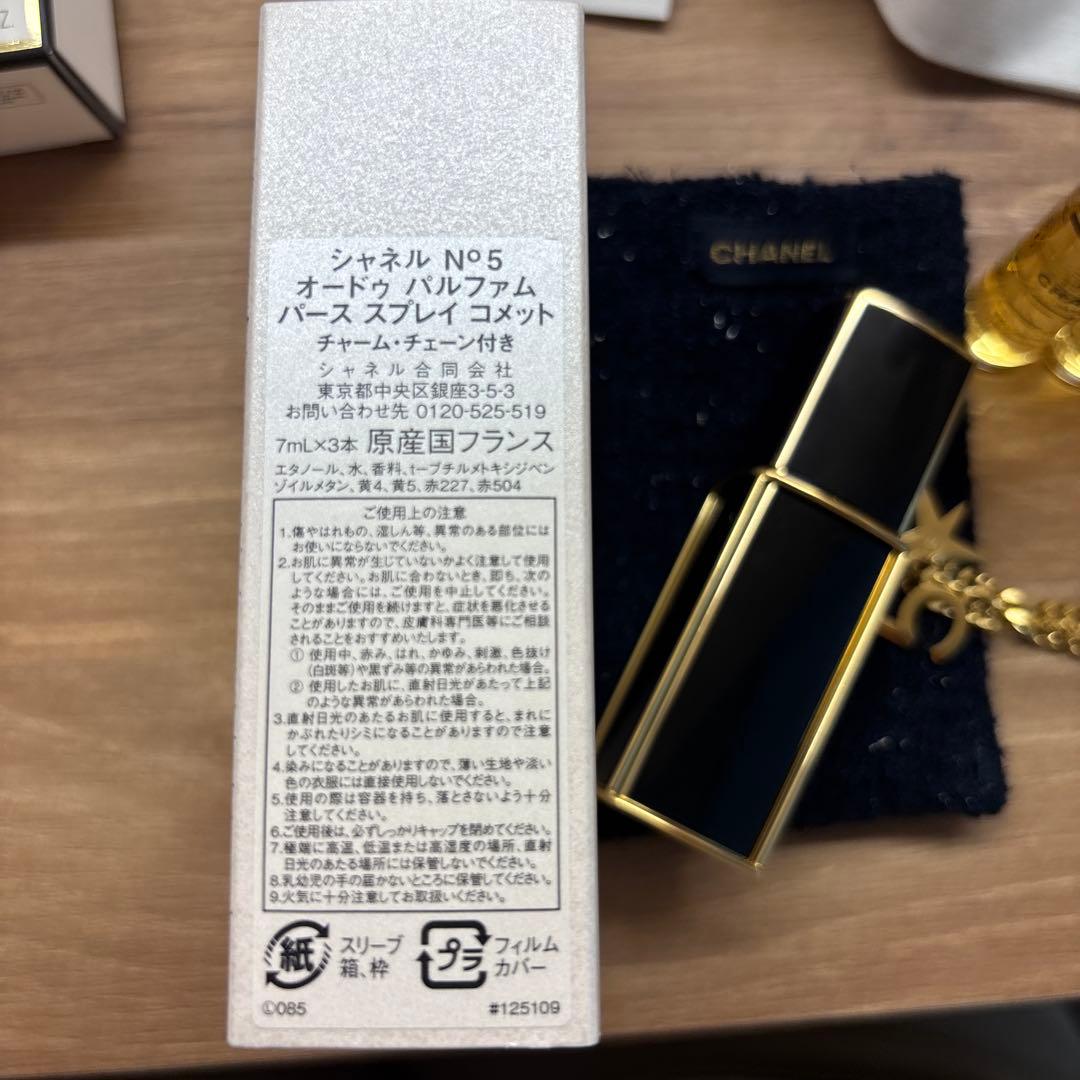 Z.
シャネル Nº5
オードゥ パルファム
パース スプレイ コメット
チャーム・チェーン付き
シャネル合同会社
東京都中央区銀座3-5-3
お問い合わせ先 0120-525-519
7mL×3本 原産国フランス
エタノール、水、香料、t-ブチルメトキシジベン
ゾイルメタン、黄4、黄5、赤227、赤504
ご使用上の注意
1.傷やはれもの、湿しん等、異常のある部位には
お使いにならないでください。
2.お肌に異常が生じていないかよく注意して使用
してください。お肌に合わないとき、即ち、次の
ような場合には、ご使用を中止してください。
そのままご使用を続けますと、症状を悪化させる
ことがありますので、皮膚科専門医等にご相談
されることをおすすめいたします。
① 使用中、赤み、はれ、かゆみ、刺激、色抜け
(白斑等)や黒ずみ等の異常があらわれた場合。
② 使用したお肌に、直射日光があたって上記
のような異常があらわれた場合。
3.直射日光のあたるお肌に使用すると、まれに
かぶれたりシミになることがありますので注意
してください。
4.染みになることがありますので、薄い生地や淡い
色の衣服には直接使用しないでください。
5.使用の際は容器を持ち、落とさないよう十分
注意してください。
6.ご使用後は、必ずしっかりキャップを閉めてください。
7.極端に高温、低温または高湿度の場所、直射
日光のあたる場所には保管しないでください。
8.乳幼児の手の届かないところに保管してください。
9.火気に十分注意してお取扱いください。
紙 スリーブ
箱、枠
プラ フィルム
カバー
Ⓛ085 #125109
CHANEL
5